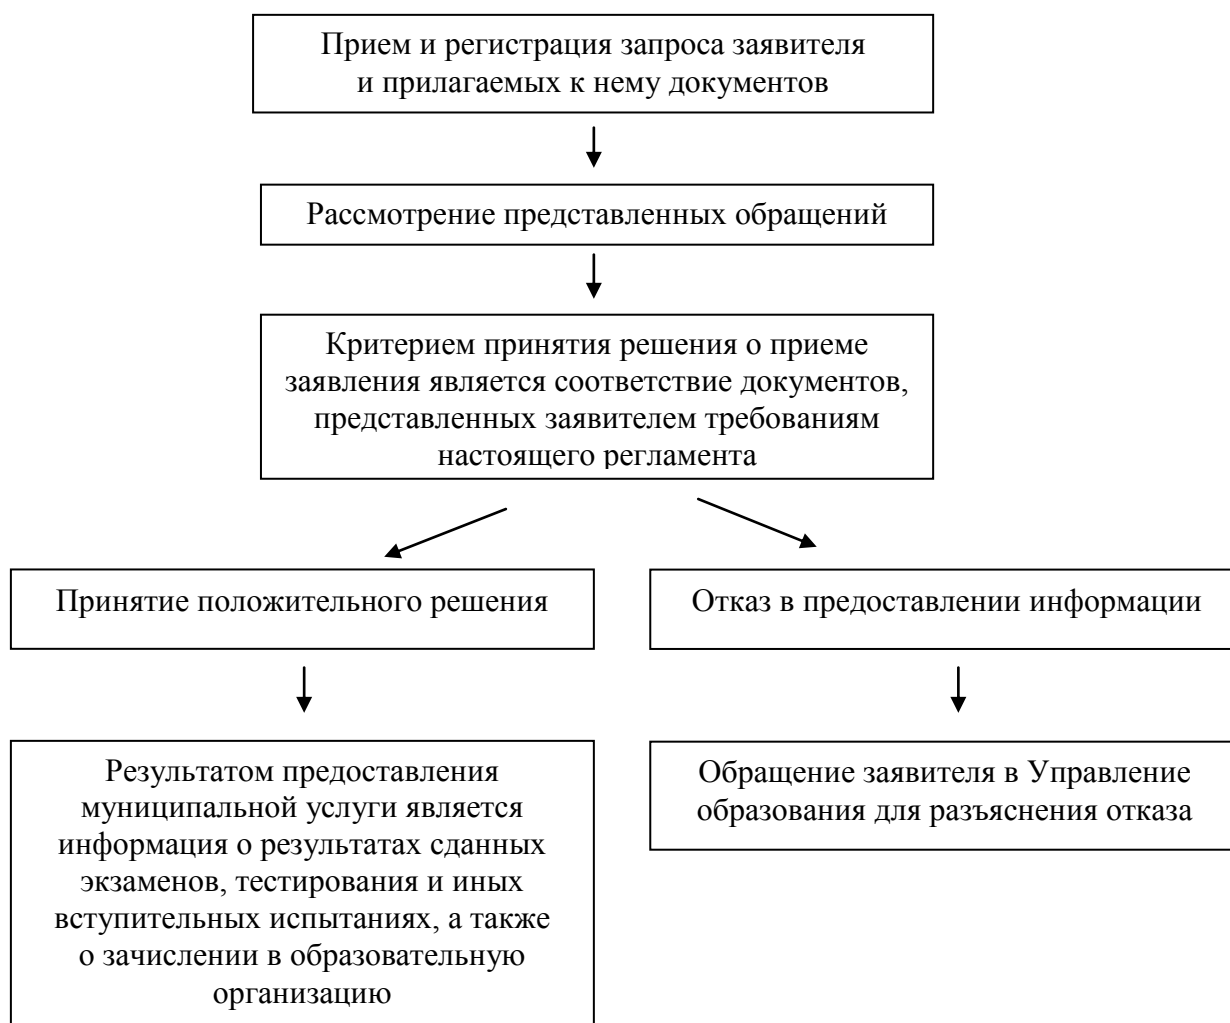 Прием и регистрация запроса заявителя
и прилагаемых к нему документов
Рассмотрение представленных обращений
Критерием принятия решения о приеме
заявления является соответствие документов,
представленных заявителем требованиям
настоящего регламента
Принятие положительного решения
Отказ в предоставлении информации
Результатом предоставления
муниципальной услуги является
информация о результатах сданных
экзаменов, тестирования и иных
вступительных испытаниях, а также
о зачислении в образовательную
организацию
Обращение заявителя в Управление
образования для разъяснения отказа